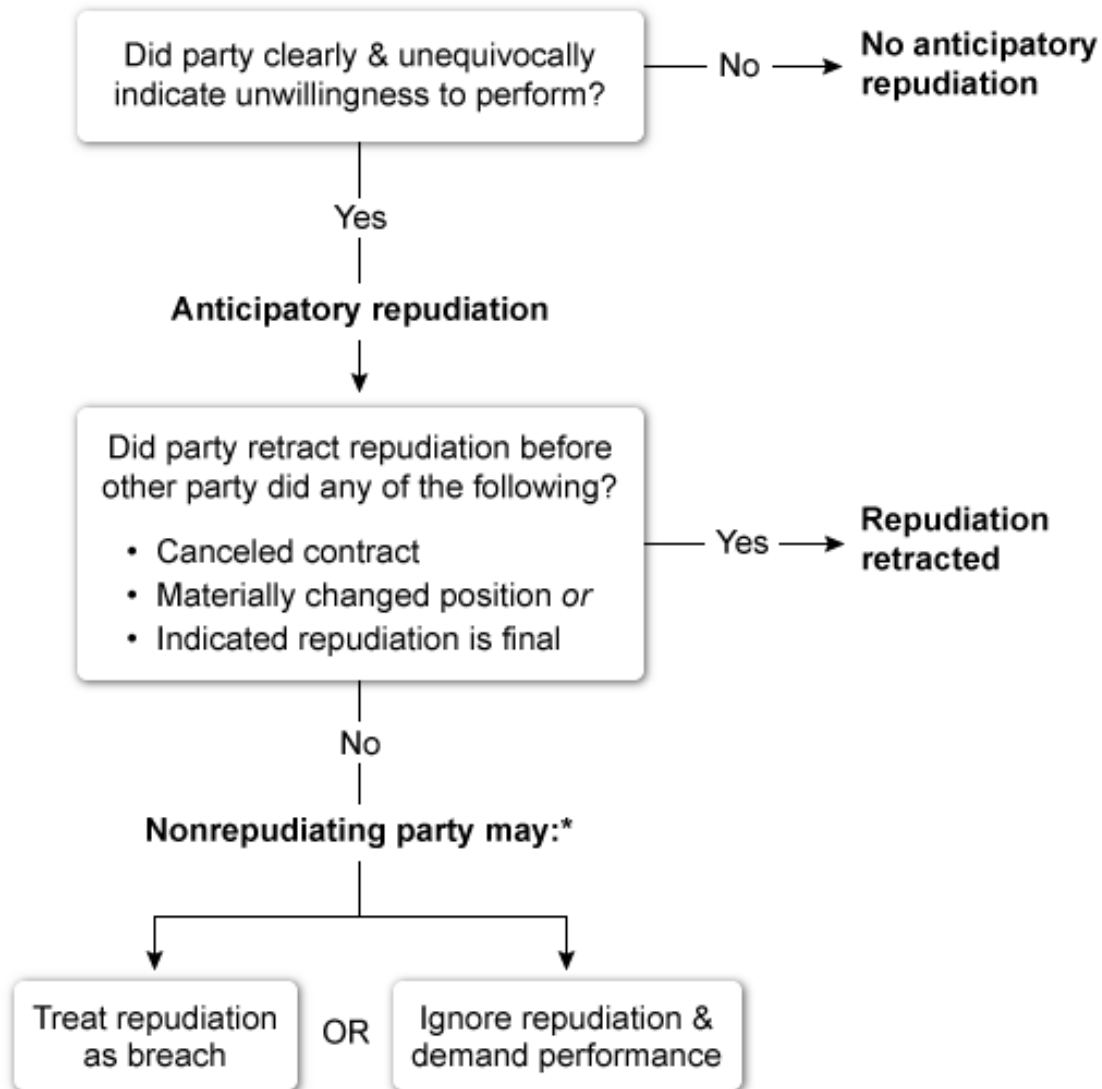 Did party clearly & unequivocally
indicate unwillingness to perform?
No
No anticipatory
repudiation
Yes
Anticipatory repudiation
Did party retract repudiation before
other party did any of the following?
• Canceled contract
• Materially changed position or
• Indicated repudiation is final
Yes
Repudiation
retracted
No
Nonrepudiating party may:*
Treat repudiation
as breach
OR
Ignore repudiation &
demand performance